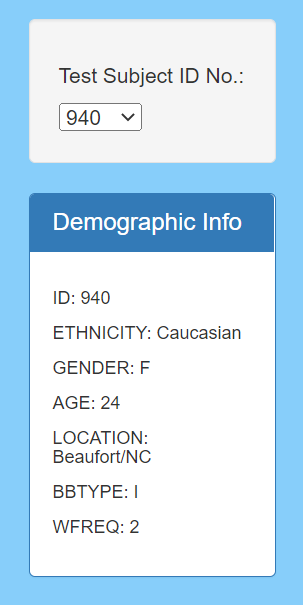 Test Subject ID No.:
940
Demographic Info
ID: 940
ETHNICITY: Caucasian
GENDER: F
AGE: 24
LOCATION:
Beaufort/NC
BBTYPE: I
WFREQ: 2